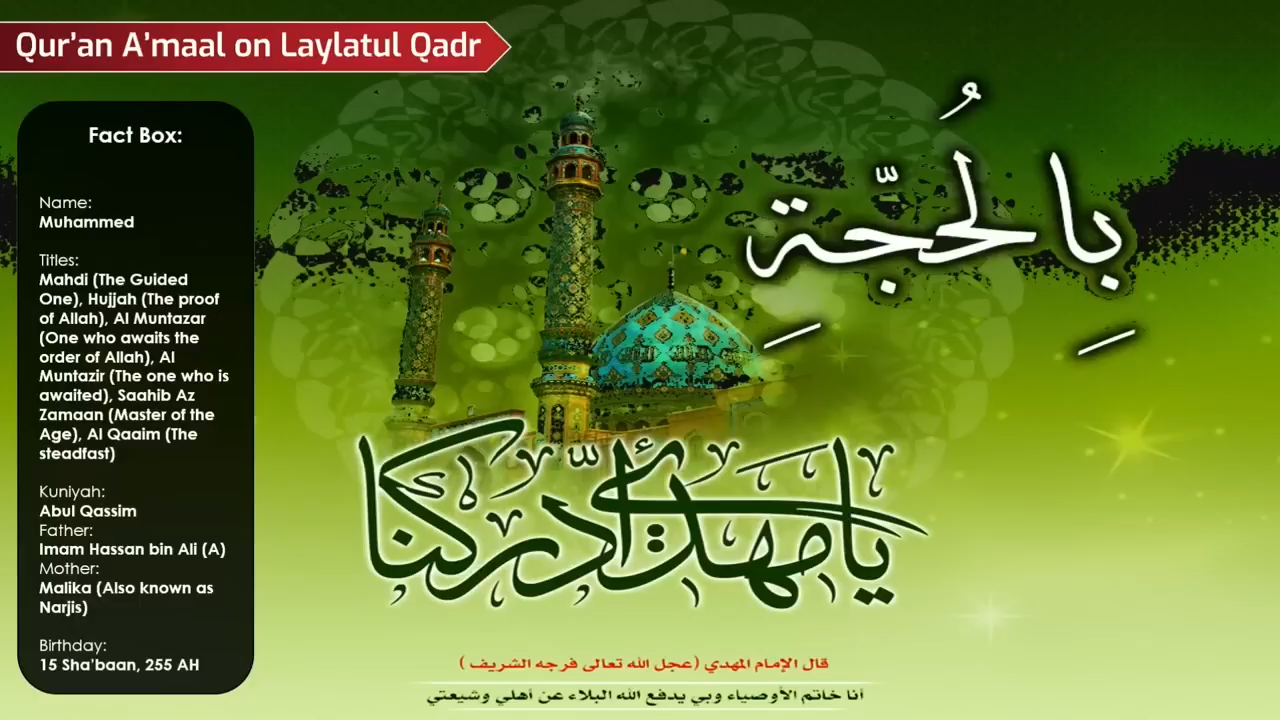 Qur'an A'maal on Laylatul Qadr
Fact Box:
Name:
Muhammed
Titles:
Mahdi (The Guided
One), Hujjah (The proof
of Allah), Al Muntazar
(One who awaits the
order of Allah), Al
Muntazir (The one who is
awaited), Saahib Az
Zamaan (Master of the
Age), Al Qaaim (The
steadfast)
Kuniyah:
Abul Qassim
Father:
Imam Hassan bin Ali (A)
Mother:
Malika (Also known as
Narjis)
Birthday:
15 Sha'baan, 255 AH
بِالْحُجَّةِ
يا مهدي أدركنا
قال الإمام المهدي (عجل الله تعالى فرجه الشريف )
أنا خاتم الأوصياء وبي يدفع الله البلاء عن أهلي وشيعتي